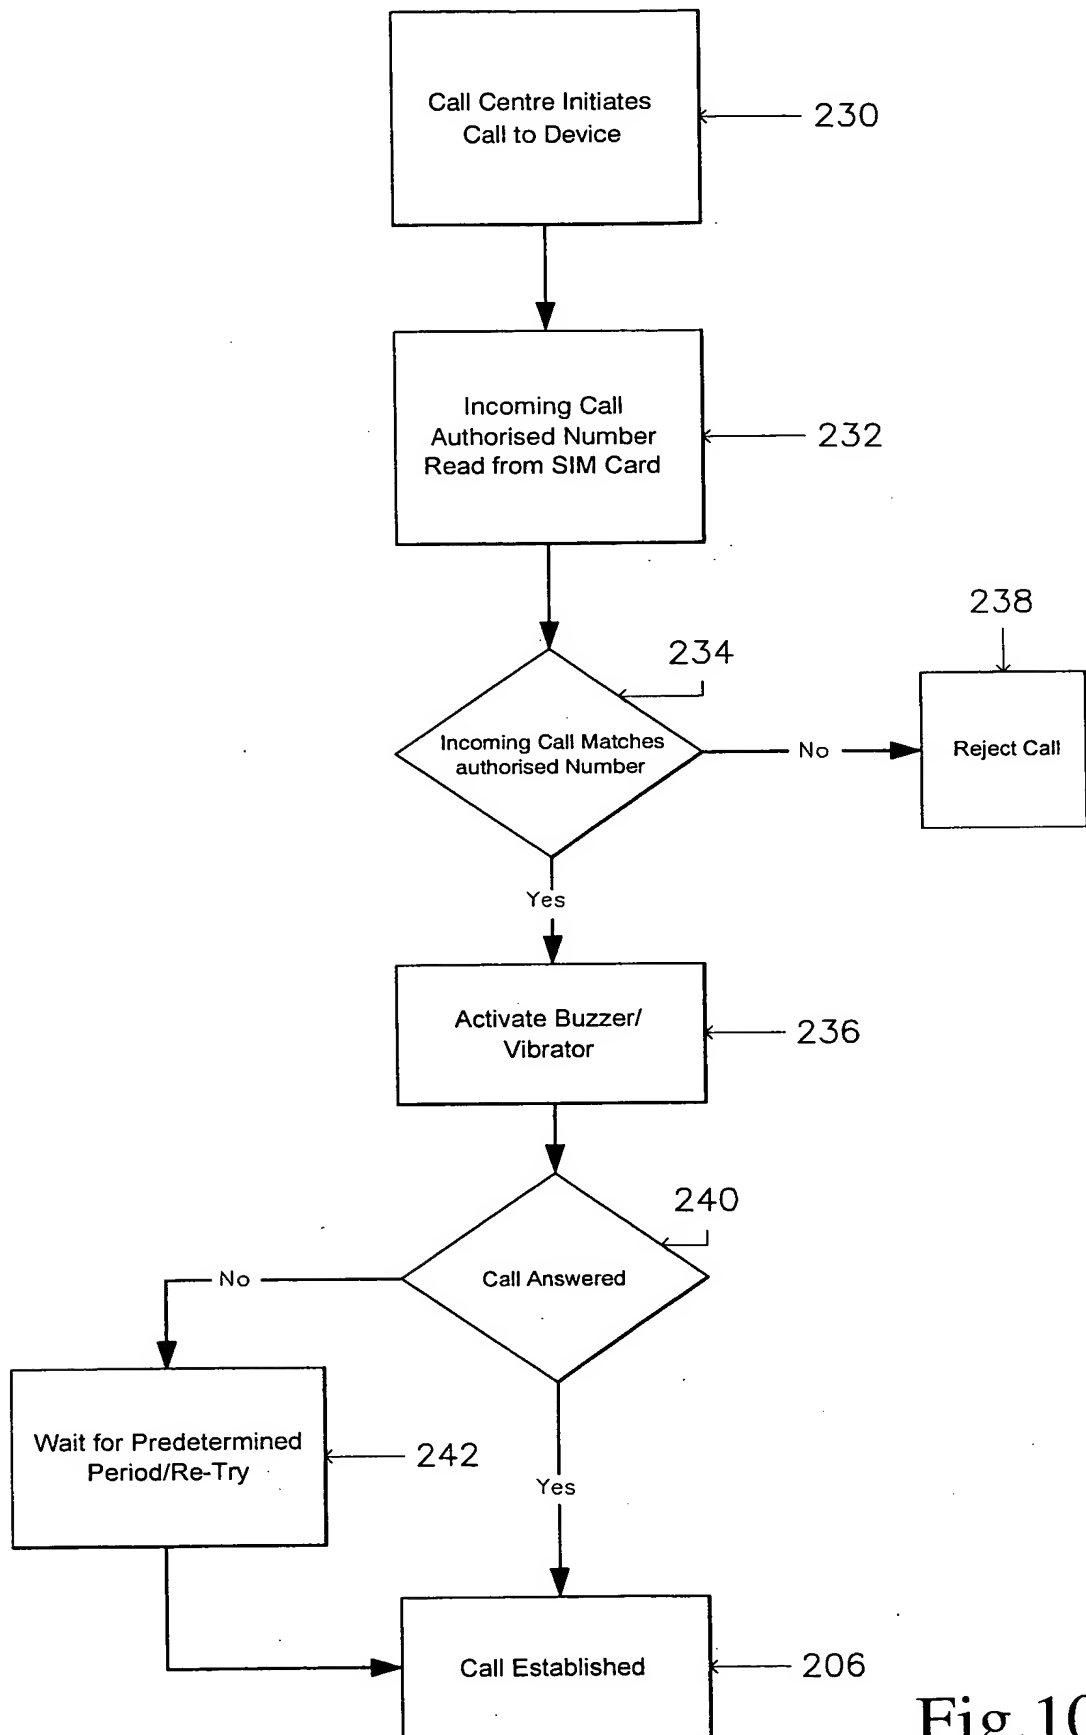 Call Centre Initiates
Call to Device
230
Incoming Call
Authorised Number
Read from SIM Card
232
238
234
Incoming Call Matches
authorised Number
No
Reject Call
Yes
Activate Buzzer/
Vibrator
236
240
No
Call Answered
Wait for Predetermined
Period/Re-Try
242
Yes
Call Established
206
Fig.10